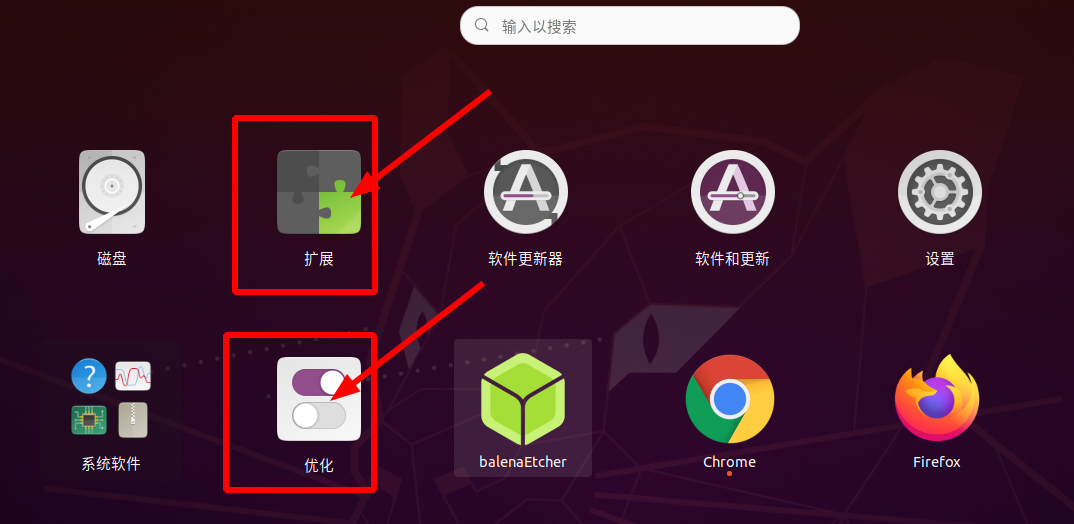 输入以搜索
磁盘
扩展
软件更新器
软件和更新
设置
系统软件
优化
balenaEtcher
Chrome
Firefox